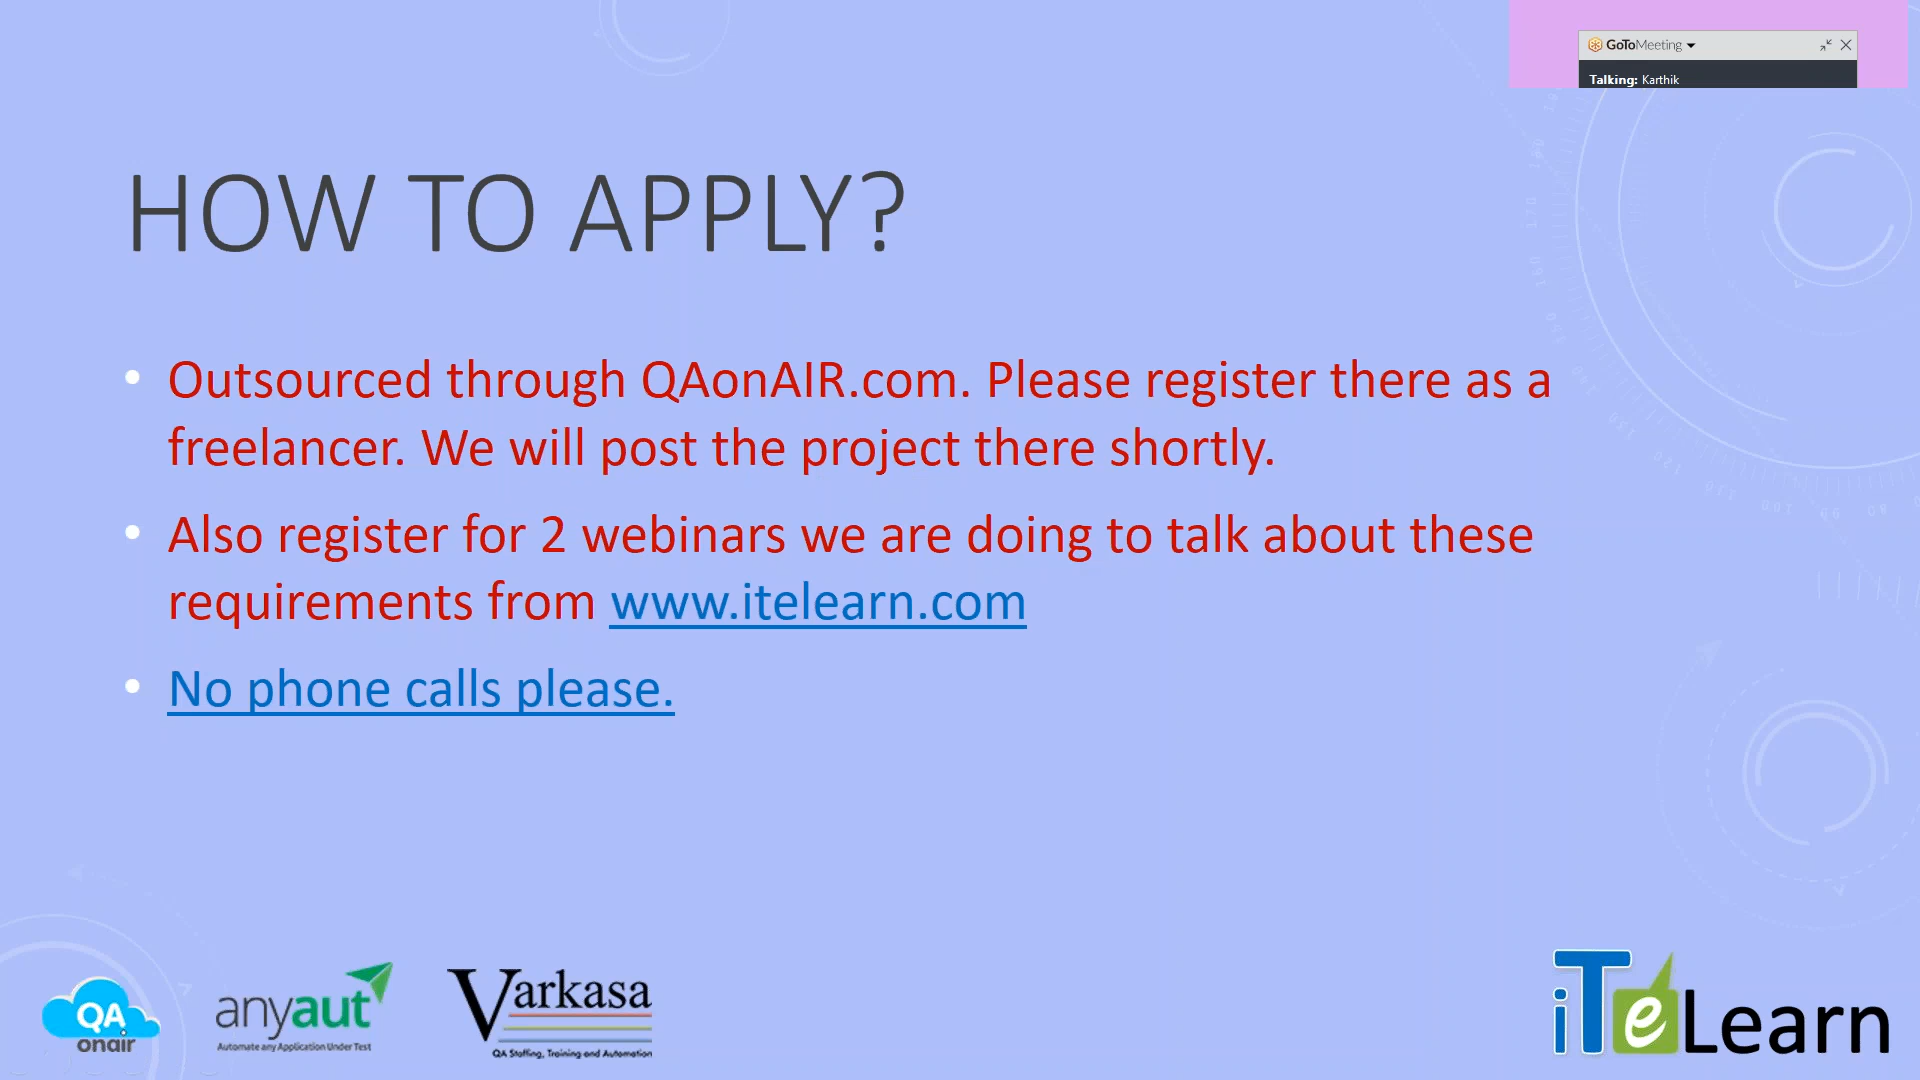 GoToMeeting
Talking: Karthik
HOW TO APPLY?
• Outsourced through QAonAIR.com. Please register there as a
freelancer. We will post the project there shortly.
• Also register for 2 webinars we are doing to talk about these
requirements from www.itelearn.com
• No phone calls please.
QA
onair
anyaut
Automate any Application Under Test
Varkasa
QA Staffing, Training and Automation
iTeLearn